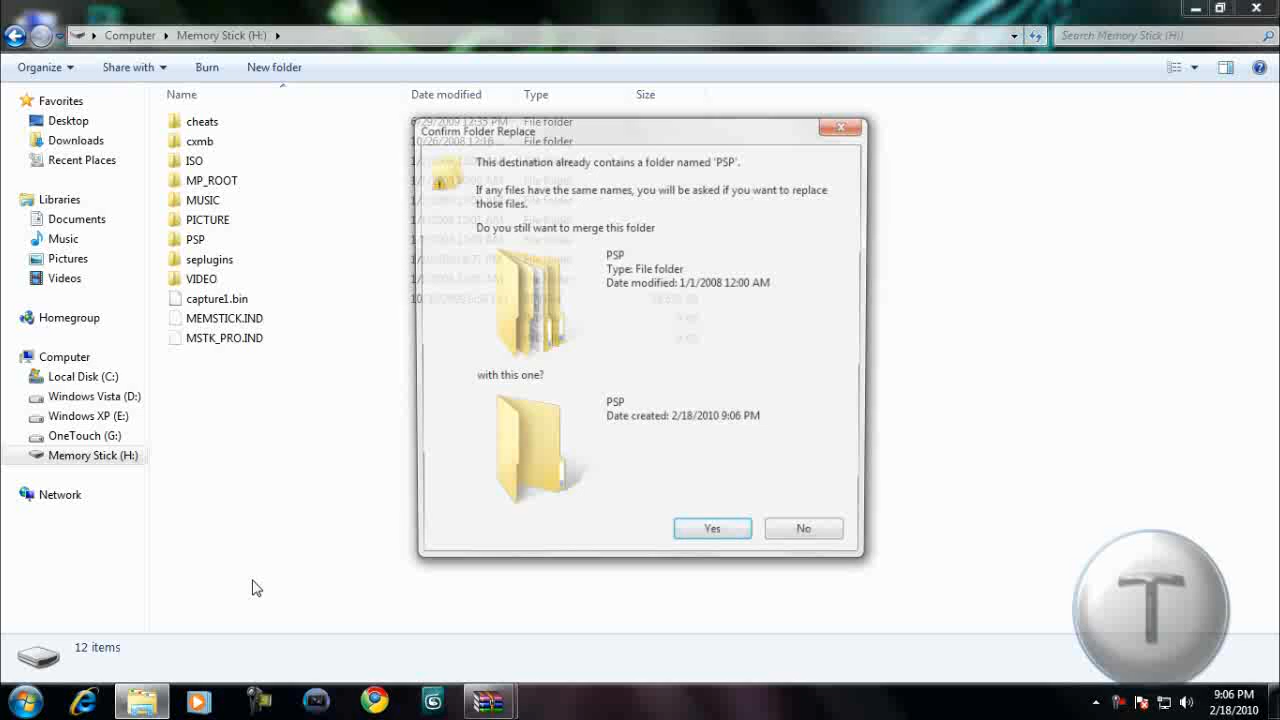 Computer
Memory Stick (H:)
Search Memory Stick (H:)
Organize
Share with
Burn
New folder
Name
Date modified
Type
Size
Favorites
Desktop
Downloads
Recent Places
Libraries
Documents
Music
Pictures
Videos
Homegroup
Computer
Local Disk (C:)
Windows Vista (D:)
Windows XP (E:)
OneTouch (G:)
Memory Stick (H:)
Network
cheats
cxmb
ISO
MP_ROOT
MUSIC
PICTURE
PSP
seplugins
VIDEO
capture1.bin
MEMSTICK.IND
MSTK_PRO.IND
File folder
File folder
Confirm Folder Replace
This destination already contains a folder named 'PSP'.
If any files have the same names, you will be asked if you want to replace
those files.
Do you still want to merge this folder
PSP
Type: File folder
Date modified: 1/1/2008 12:00 AM
with this one?
PSP
Date created: 2/18/2010 9:06 PM
Yes
No
12 items
T
9:06 PM
2/18/2010